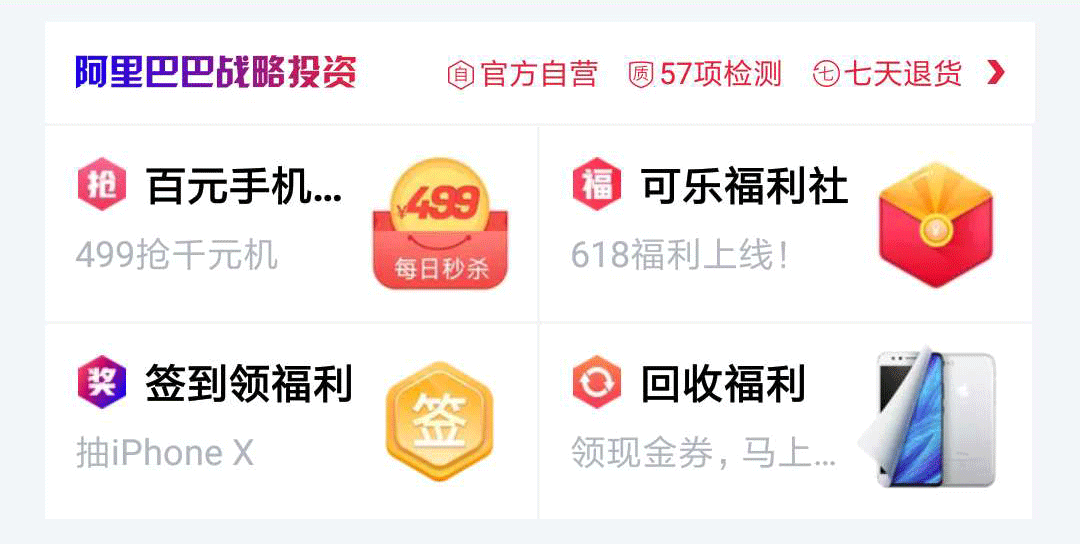 阿里巴巴战略投资
自 官方自营 质 57项检测 七 七天退货
抢 百元手机...
499抢千元机
¥499
每日秒杀
福 可乐福利社
618福利上线！
奖 签到领福利
抽iPhone X
签
回收福利
领现金券，马上...